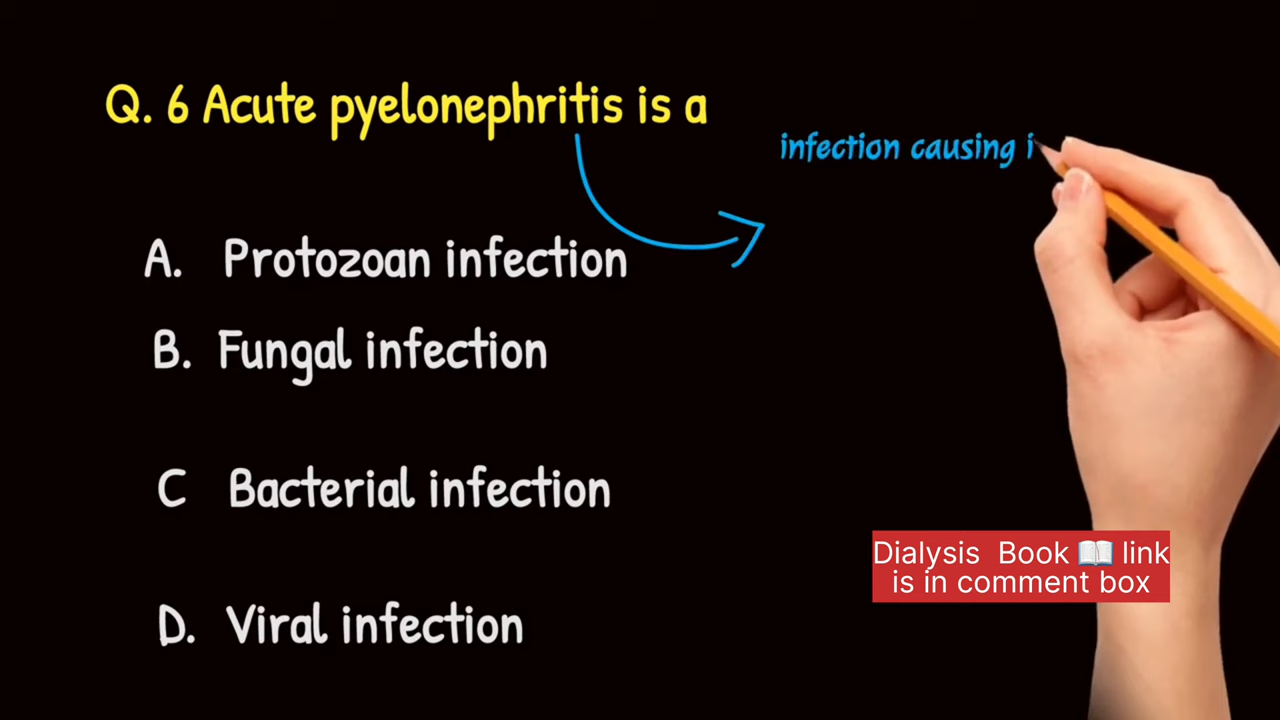 Q. 6 Acute pyelonephritis is a
infection causing i
A. Protozoan infection
B. Fungal infection
C Bacterial infection
D. Viral infection
Dialysis Book 📖 link
is in comment box